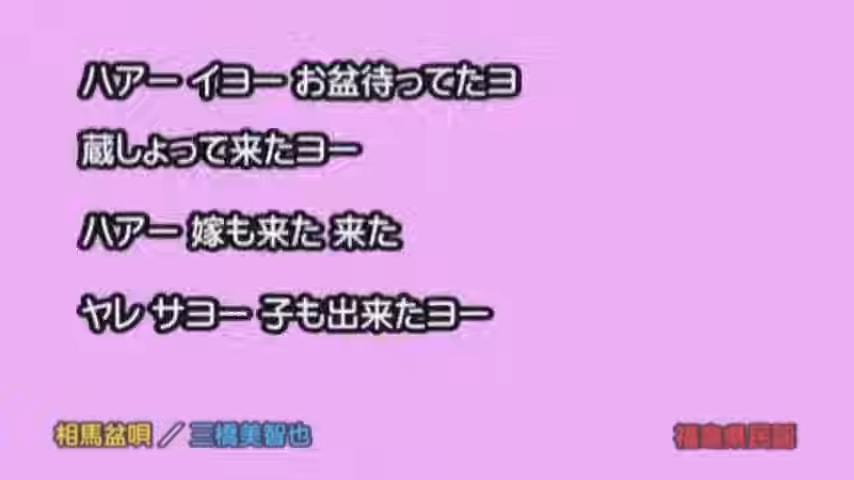 ハアー イヨー お盆待ってたヨ
蔵しょって来たヨー
ハアー 嫁も来た 来た
ヤレ サヨー 子も出来たヨー
相馬盆唄 ／ 三橋美智也
福島県民謡